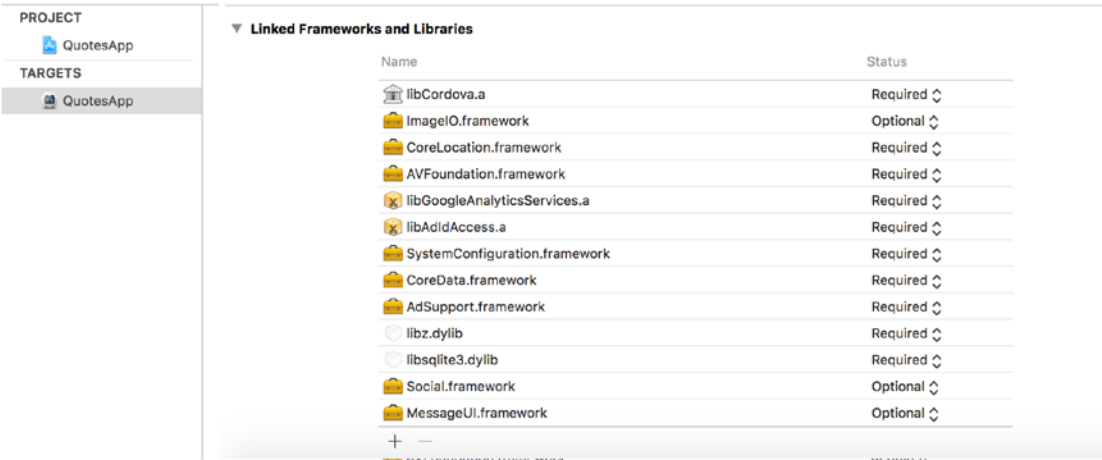 PROJECT
QuotesApp
TARGETS
QuotesApp
Linked Frameworks and Libraries
Name Status
libCordova.a Required
ImageIO.framework Optional
CoreLocation.framework Required
AVFoundation.framework Required
libGoogleAnalyticsServices.a Required
libAdIdAccess.a Required
SystemConfiguration.framework Required
CoreData.framework Required
AdSupport.framework Required
libz.dylib Required
libsqlite3.dylib Required
Social.framework Optional
MessageUI.framework Optional